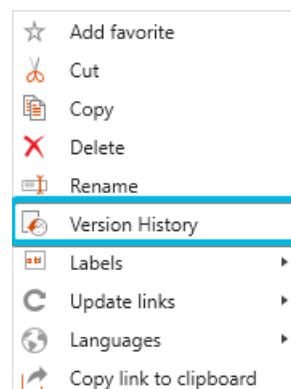 Add favorite
Cut
Copy
Delete
Rename
Version History
Labels
Update links
Languages
Copy link to clipboard